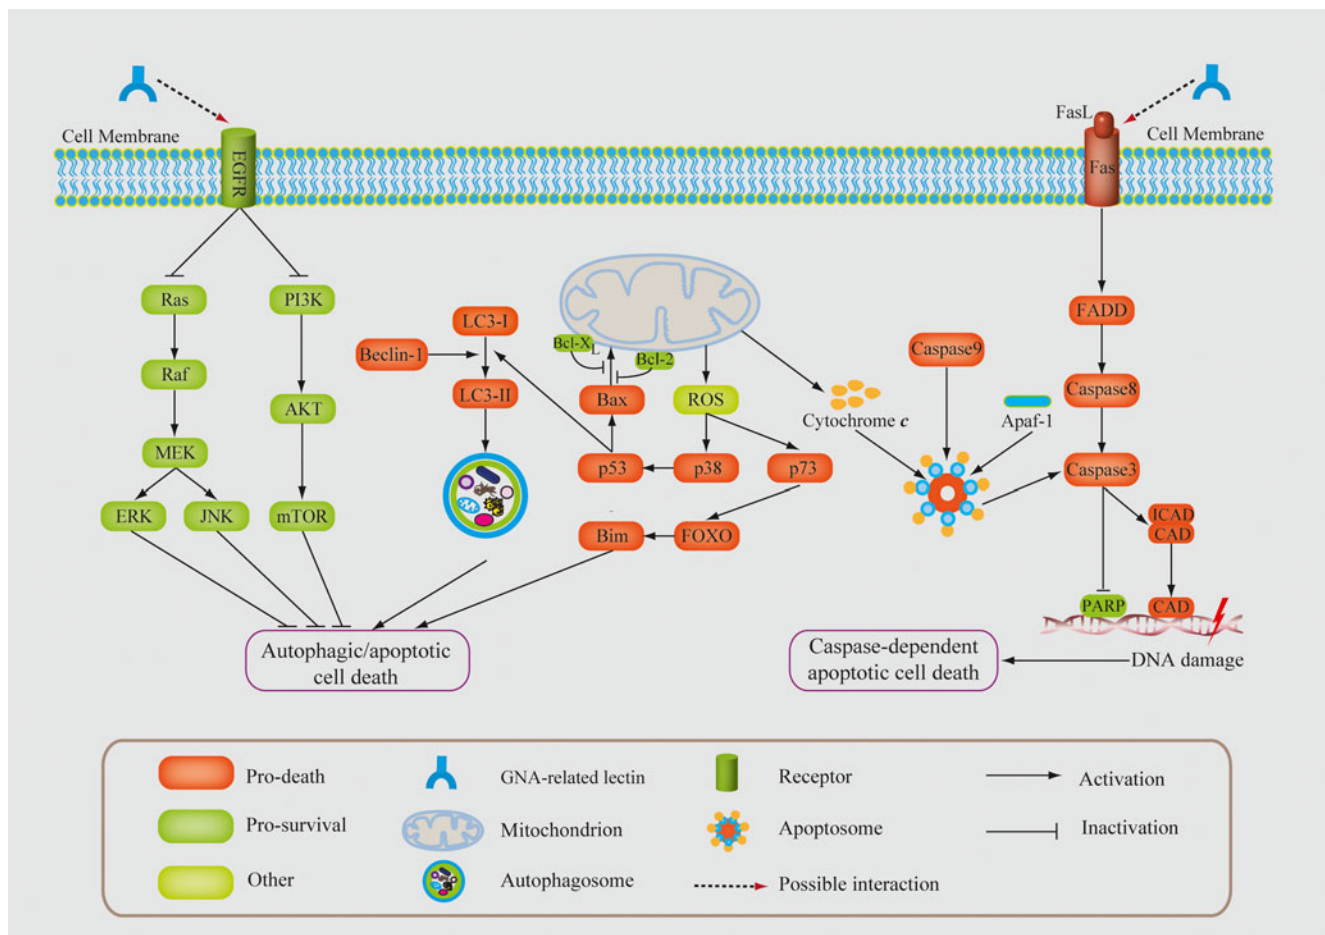 FasL
Cell Membrane
Cell Membrane
EGFR
Fas
Ras
PI3K
LC3-I
FADD
Bcl-XL
Beclin-1
Bcl-2
Caspase9
Raf
LC3-II
Bax
ROS
Caspase8
AKT
Cytochrome c
Apaf-1
MEK
p53
p38
p73
Caspase3
ERK
JNK
mTOR
ICAD
CAD
Bim
FOXO
PARP
CAD
Autophagic/apoptotic
cell death
Caspase-dependent
apoptotic cell death
DNA damage
Pro-death
GNA-related lectin
Receptor
Activation
Pro-survival
Mitochondrion
Apoptosome
Inactivation
Other
Autophagosome
Possible interaction